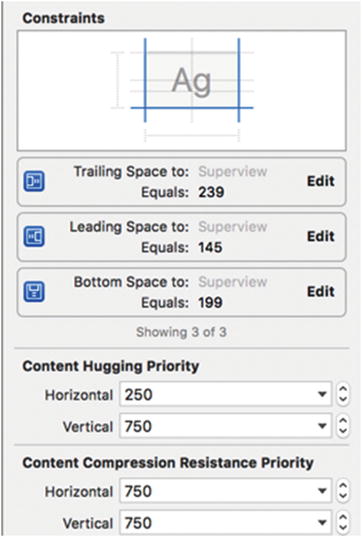 Constraints
Ag
Trailing Space to: Superview
Equals: 239
Edit
Leading Space to: Superview
Equals: 145
Edit
Bottom Space to: Superview
Equals: 199
Edit
Showing 3 of 3
Content Hugging Priority
Horizontal 250
Vertical 750
Content Compression Resistance Priority
Horizontal 750
Vertical 750